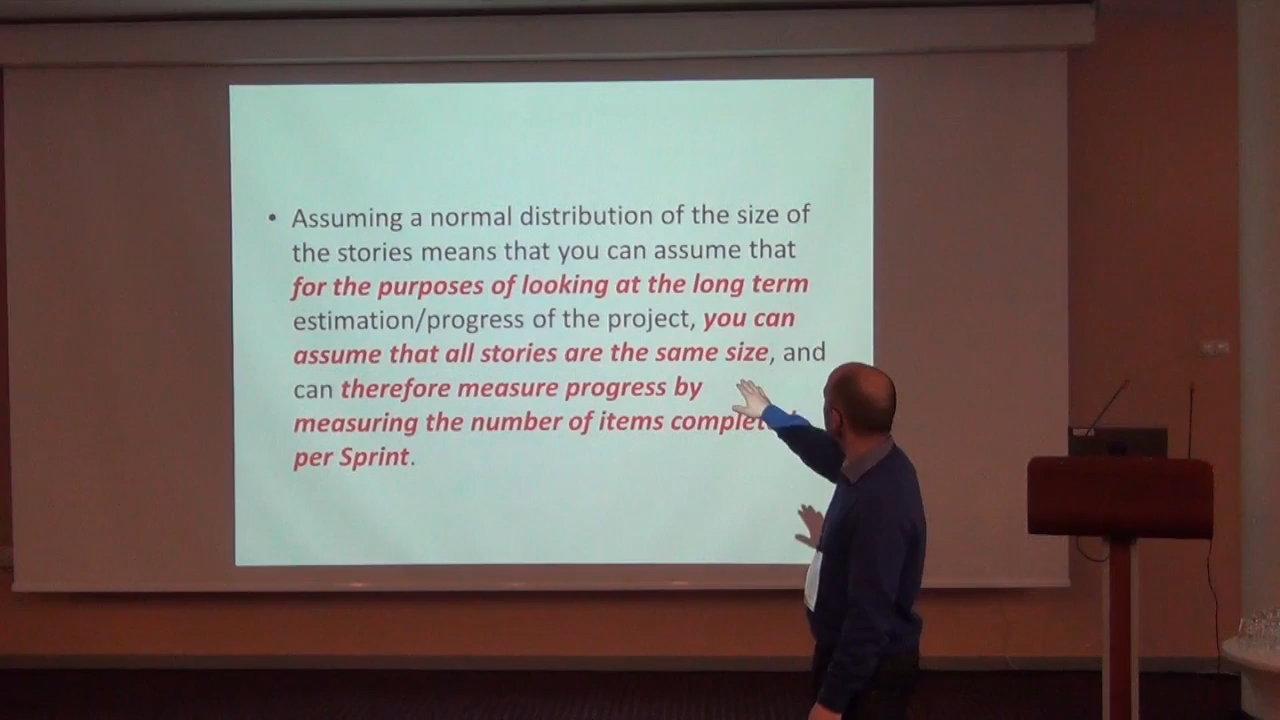 • Assuming a normal distribution of the size of
the stories means that you can assume that
for the purposes of looking at the long term
estimation/progress of the project, you can
assume that all stories are the same size, and
can therefore measure progress by
measuring the number of items completed
per Sprint.